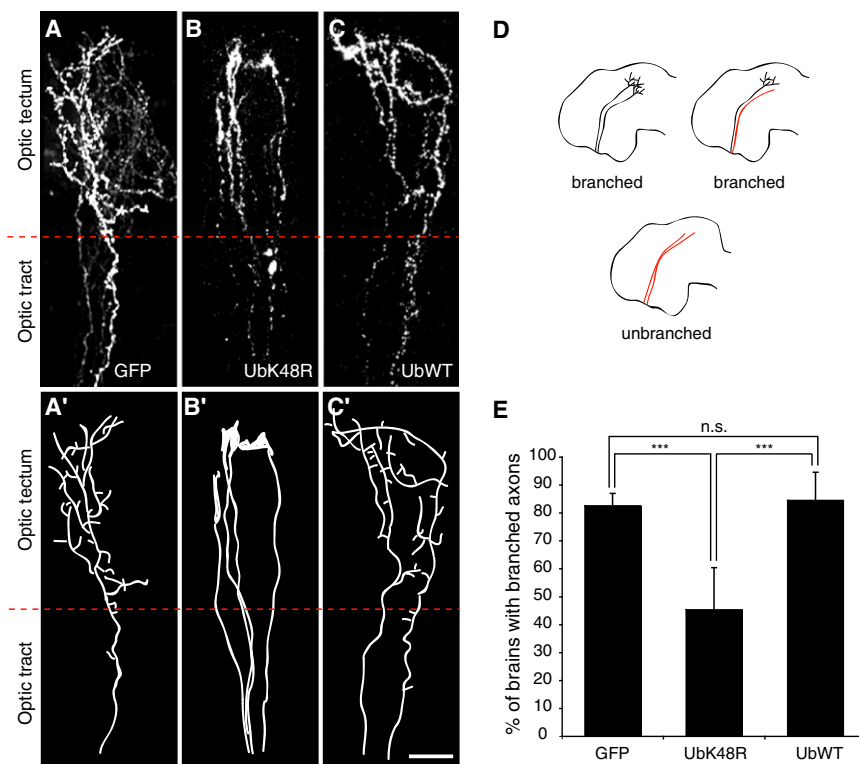 A
B
C
Optic tectum
Optic tract
GFP
UbK48R
UbWT
A'
B'
C'
Optic tectum
Optic tract
D
branched
branched
unbranched
E
n.s.
***
***
% of brains with branched axons
100
90
80
70
60
50
40
30
20
10
0
GFP
UbK48R
UbWT